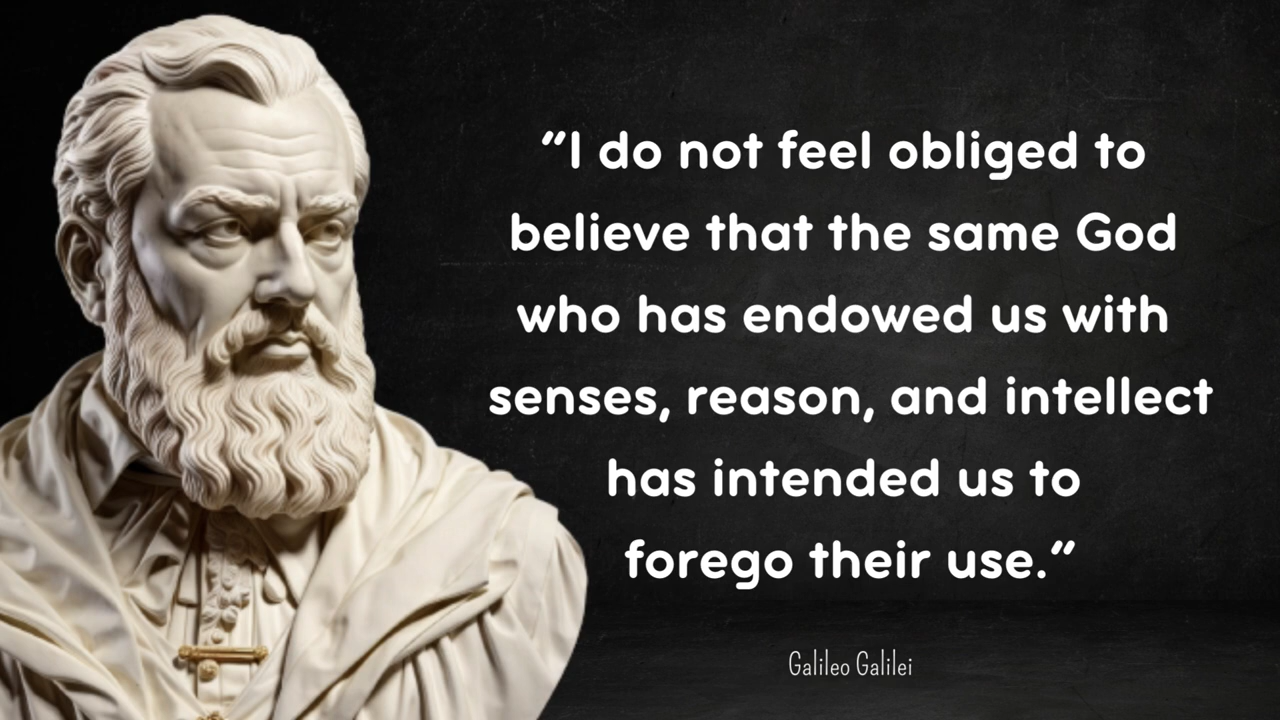 “I do not feel obliged to
believe that the same God
who has endowed us with
senses, reason, and intellect
has intended us to
forego their use.”
Galileo Galilei